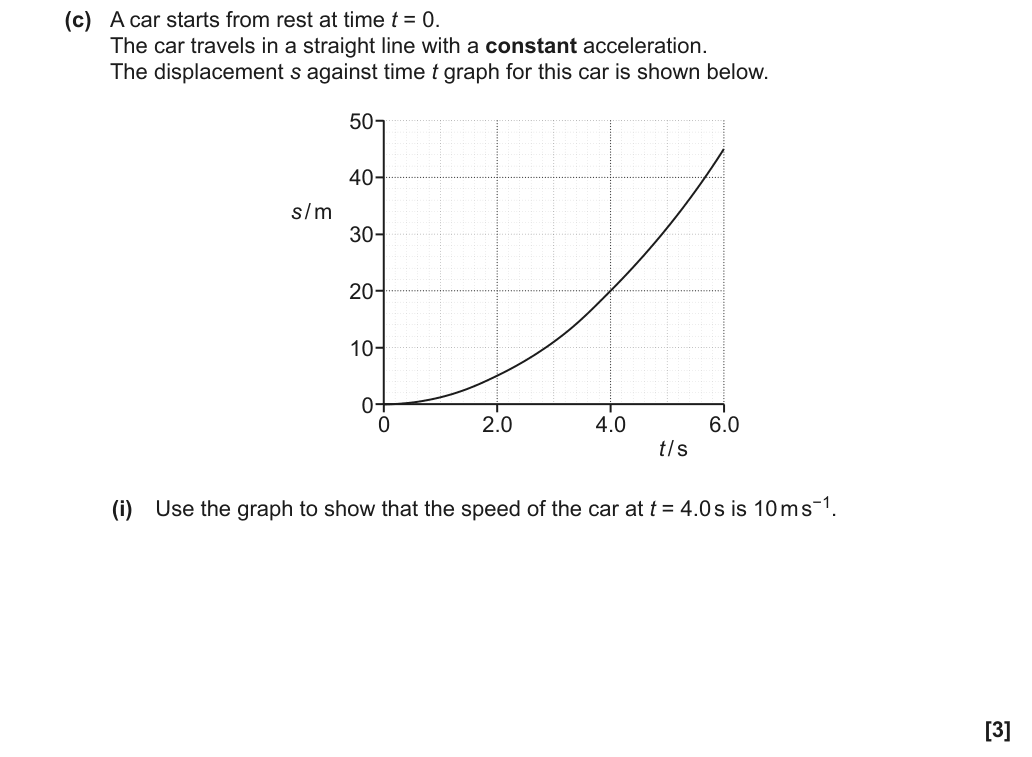 (c) A car starts from rest at time t = 0.
The car travels in a straight line with a constant acceleration.
The displacement s against time t graph for this car is shown below.
50
40
s/m
30
20
10
0
0 2.0 4.0 6.0
t/s
(i) Use the graph to show that the speed of the car at t = 4.0 s is 10 m s⁻¹.
[3]